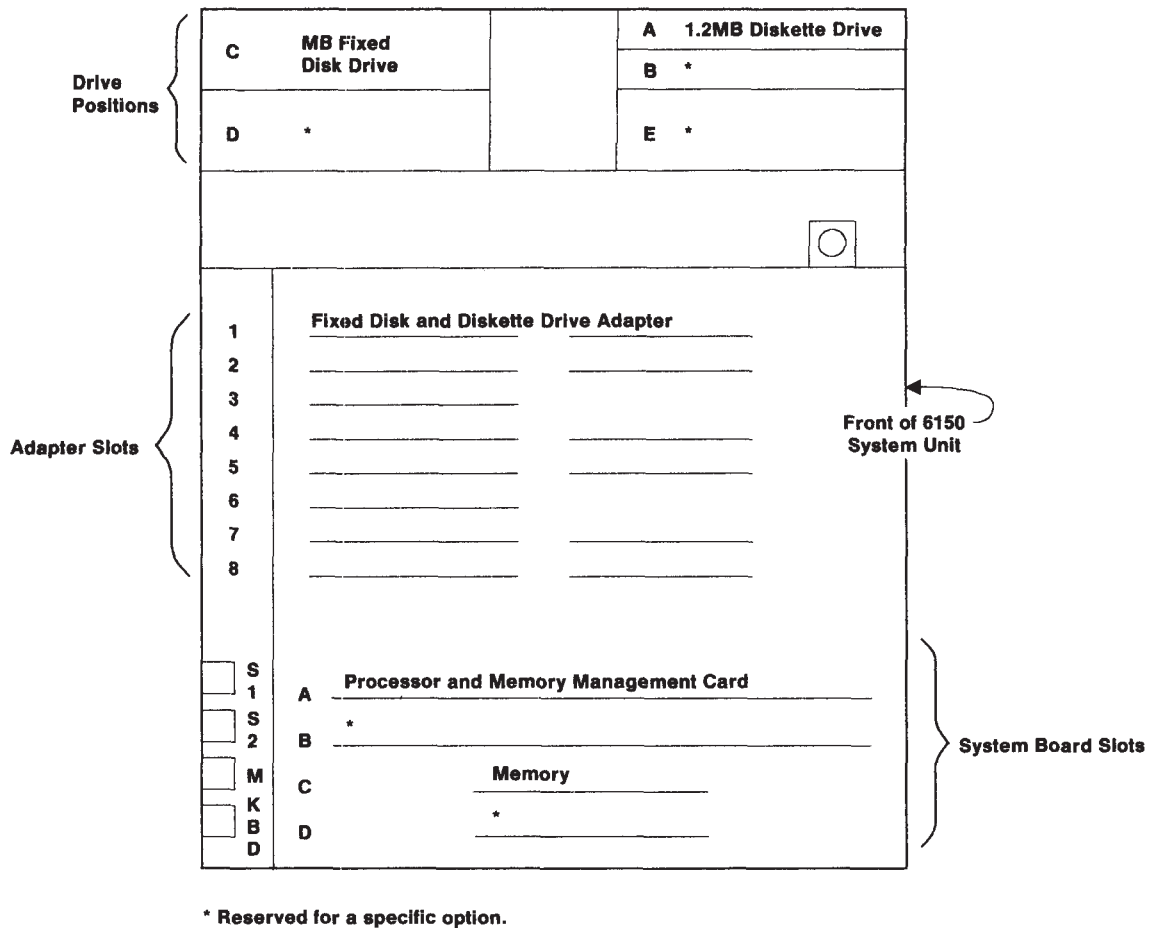 Drive
Positions
C
MB Fixed
Disk Drive
D *
A 1.2MB Diskette Drive
B *
E *
Adapter Slots
1 Fixed Disk and Diskette Drive Adapter
2
3
4
5
6
7
8
Front of 6150
System Unit
S
1
S
2
M
K
B
D
A Processor and Memory Management Card
B *
C Memory
D *
System Board Slots
* Reserved for a specific option.